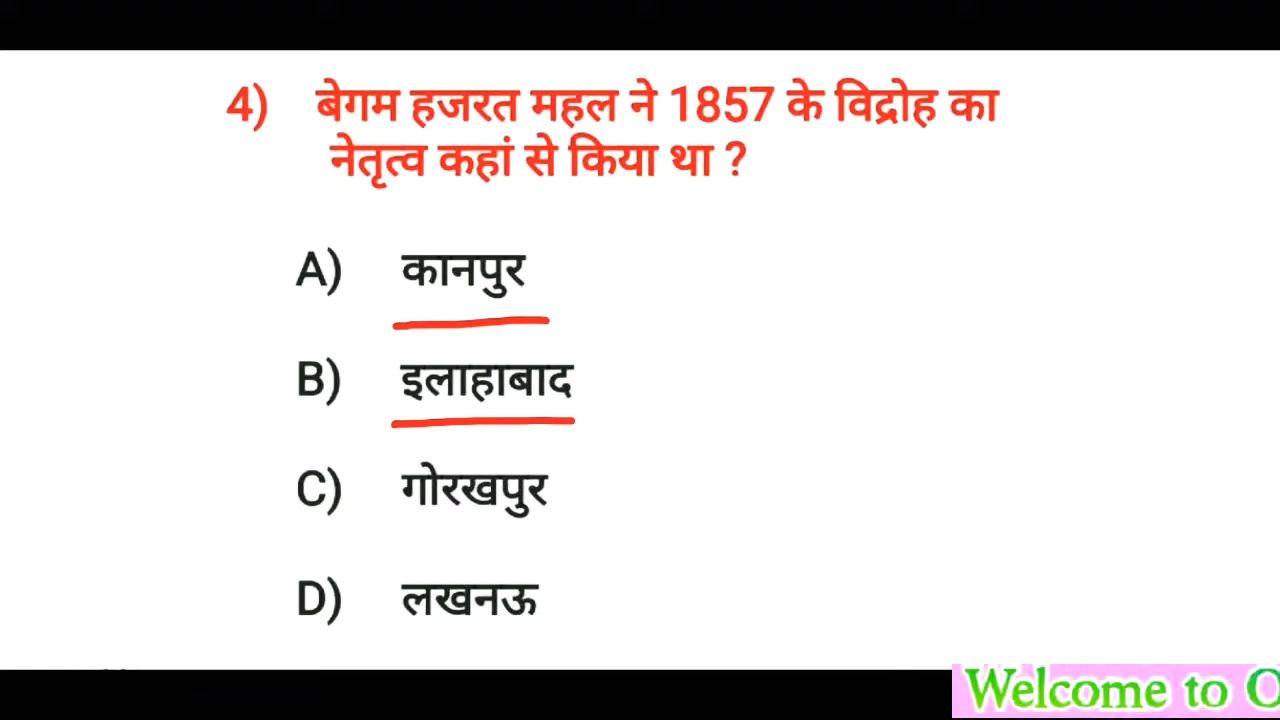 4) बेगम हजरत महल ने 1857 के विद्रोह का
नेतृत्व कहां से किया था ?
A) कानपुर
B) इलाहाबाद
C) गोरखपुर
D) लखनऊ
Welcome to